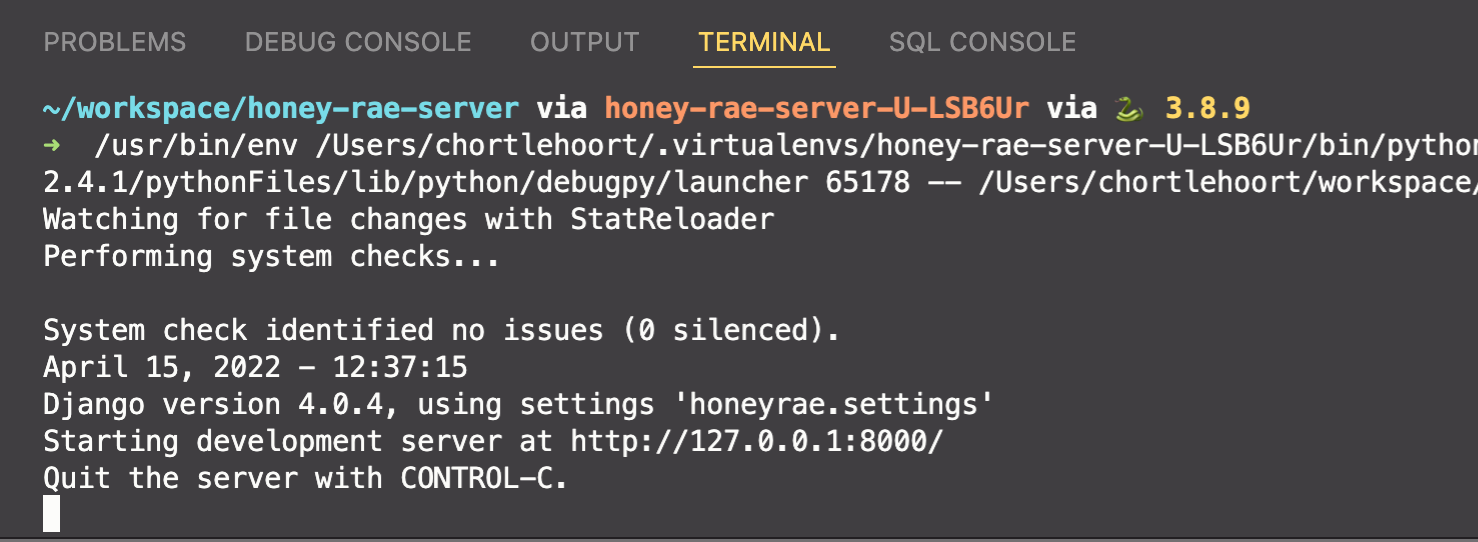 PROBLEMS DEBUG CONSOLE OUTPUT TERMINAL SQL CONSOLE
~/workspace/honey-rae-server via honey-rae-server-U-LSB6Ur via 🐍 3.8.9
➜ /usr/bin/env /Users/chortlehoort/.virtualenvs/honey-rae-server-U-LSB6Ur/bin/python
2.4.1/pythonFiles/lib/python/debugpy/launcher 65178 -- /Users/chortlehoort/workspace/
Watching for file changes with StatReloader
Performing system checks...
System check identified no issues (0 silenced).
April 15, 2022 - 12:37:15
Django version 4.0.4, using settings 'honeyrae.settings'
Starting development server at http://127.0.0.1:8000/
Quit the server with CONTROL-C.